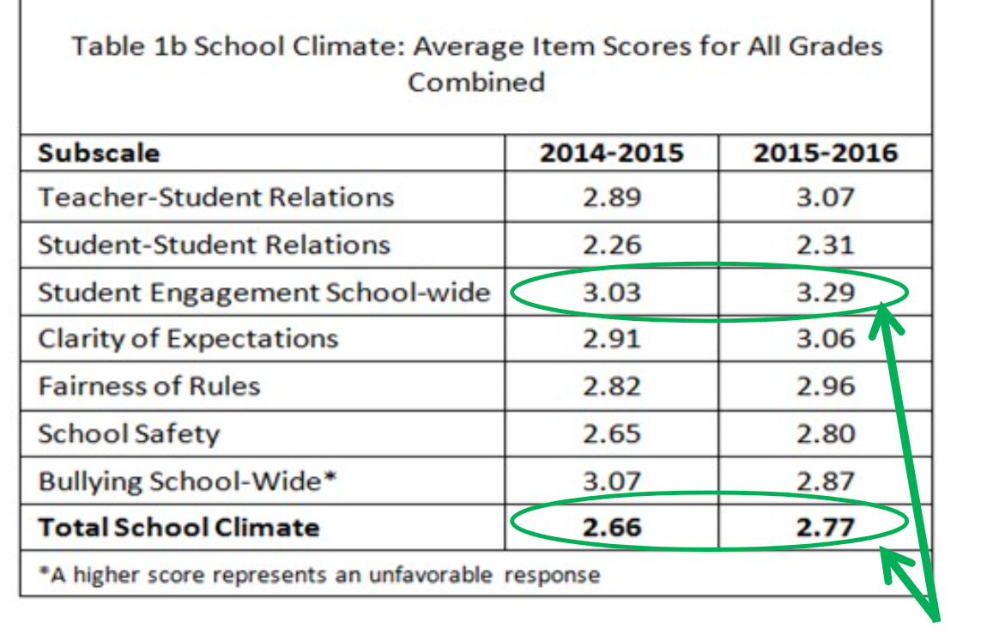 Table 1b School Climate: Average Item Scores for All Grades
Combined
Subscale 2014-2015 2015-2016
Teacher-Student Relations 2.89 3.07
Student-Student Relations 2.26 2.31
Student Engagement School-wide 3.03 3.29
Clarity of Expectations 2.91 3.06
Fairness of Rules 2.82 2.96
School Safety 2.65 2.80
Bullying School-Wide* 3.07 2.87
Total School Climate 2.66 2.77
*A higher score represents an unfavorable response